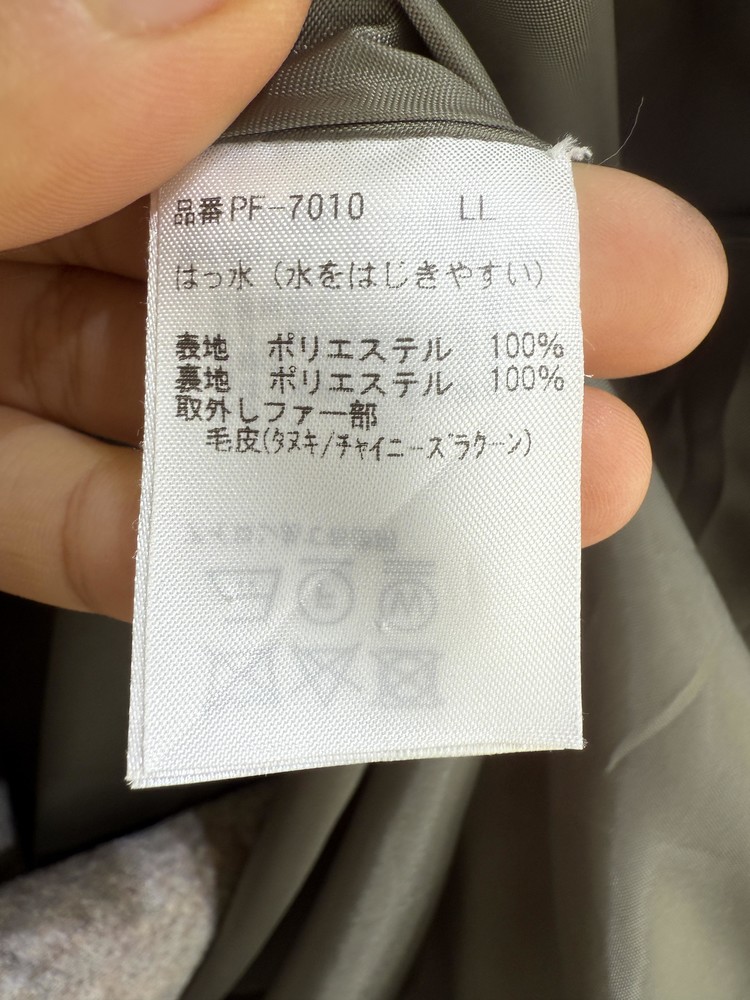 品番PF-7010 LL
はっ水（水をはじきやすい）
表地 ポリエステル 100%
裏地 ポリエステル 100%
取外しファー部
毛皮(タヌキ/チャイニーズラクーン)